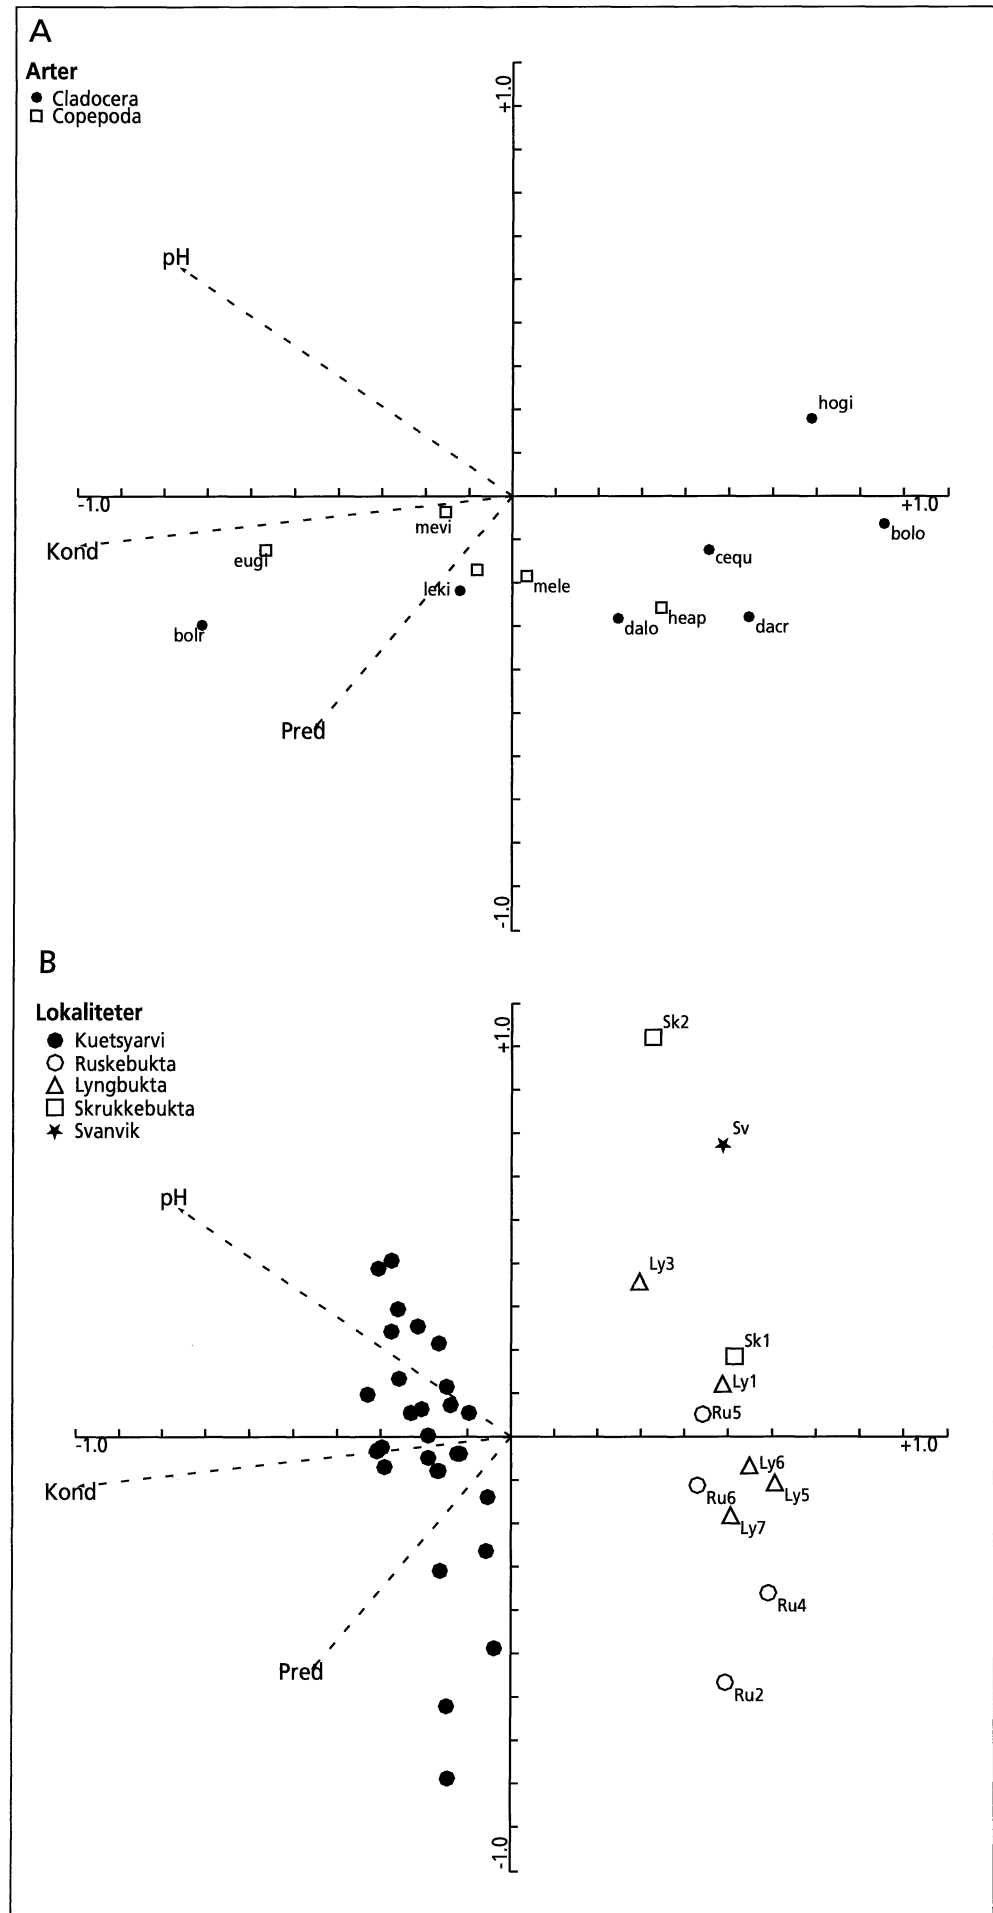 A
Arter
Cladocera
Copepoda
+1.0
pH
hogi
-1.0
+1.0
bolo
mevi
Kond
eugl
cequ
leki
mele
heap
dalo
dacr
bolr
Pred
-1.0
B
Lokaliteter
Kuetsyarvi
Ruskebukta
Lyngbukta
Skrukkebukta
Svanvik
+1.0
Sk2
Sv
pH
Ly3
Sk1
Ly1
Ru5
-1.0
+1.0
Ly6
Kond
Ru6
Ly5
Ly7
Ru4
Pred
Ru2
-1.0